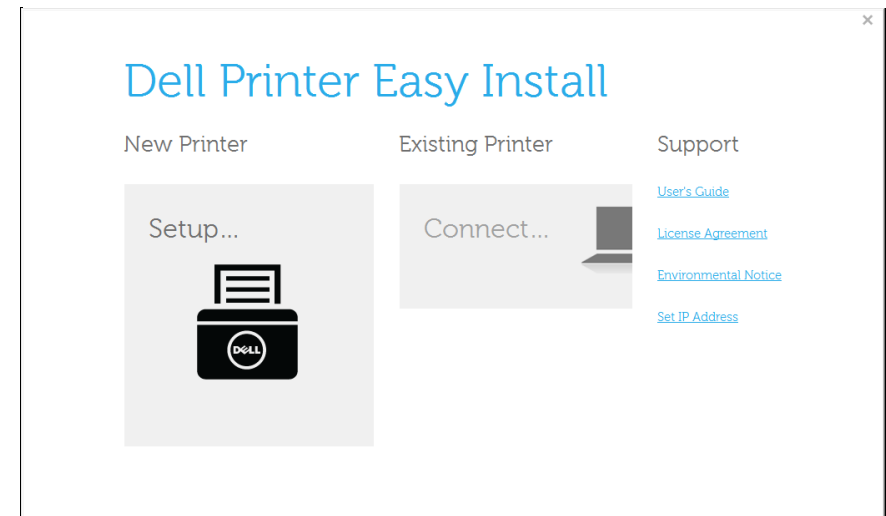 ×
Dell Printer Easy Install
New Printer
Existing Printer
Support
Setup...
Connect...
DELL
User's Guide
License Agreement
Environmental Notice
Set IP Address